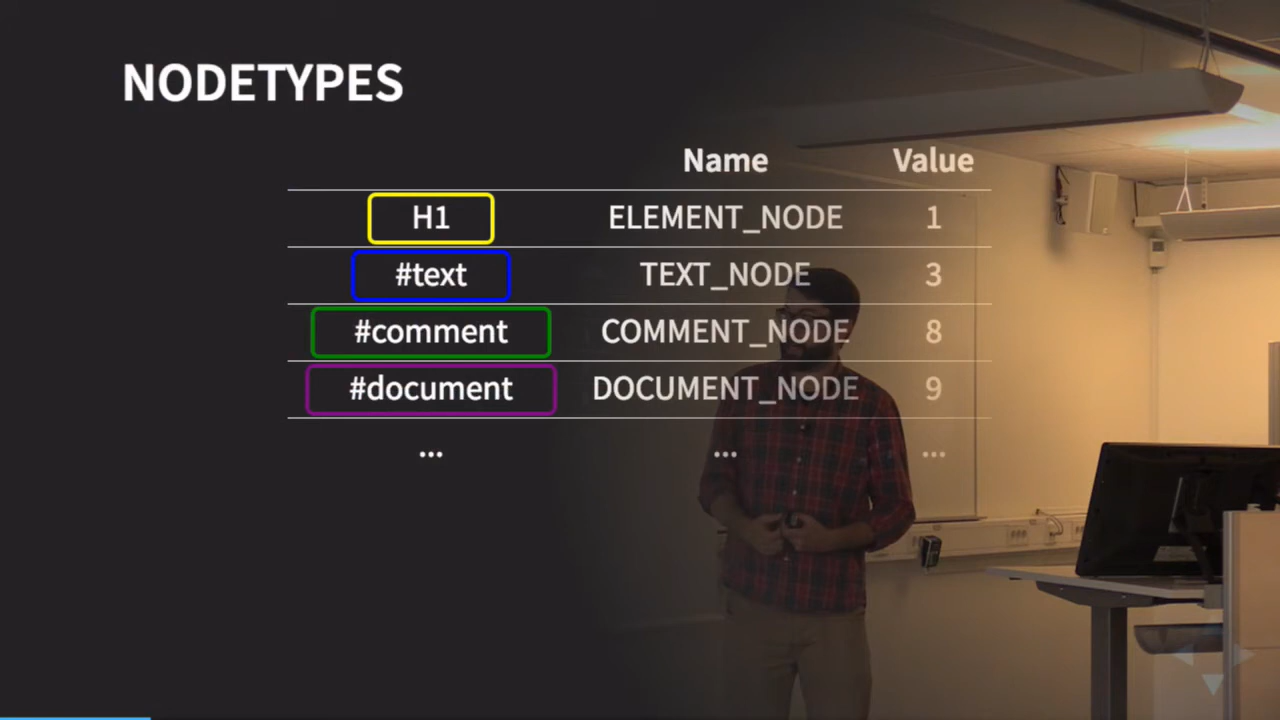 NODETYPES
Name Value
H1 ELEMENT_NODE 1
#text TEXT_NODE 3
#comment COMMENT_NODE 8
#document DOCUMENT_NODE 9
... ... ...